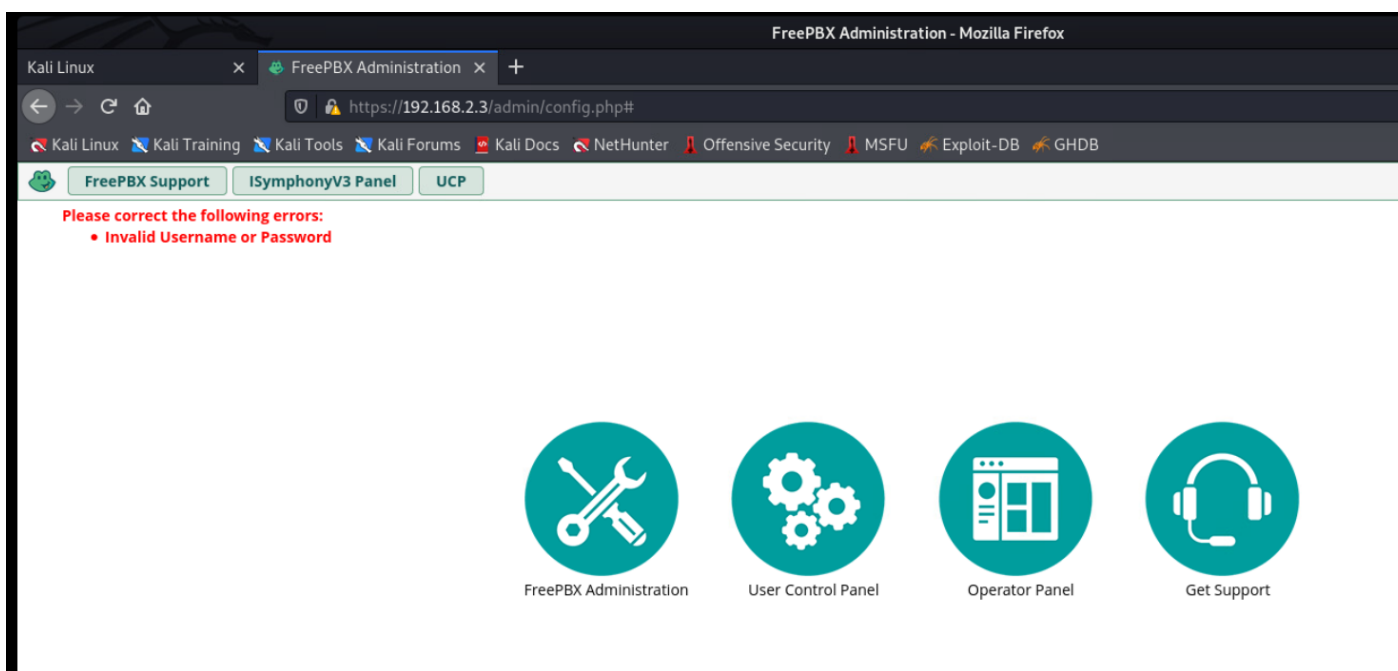 FreePBX Administration - Mozilla Firefox
Kali Linux
FreePBX Administration
https://192.168.2.3/admin/config.php#
Kali Linux Kali Training Kali Tools Kali Forums Kali Docs NetHunter Offensive Security MSFU Exploit-DB GHDB
FreePBX Support ISymphonyV3 Panel UCP
Please correct the following errors:
• Invalid Username or Password
FreePBX Administration User Control Panel Operator Panel Get Support